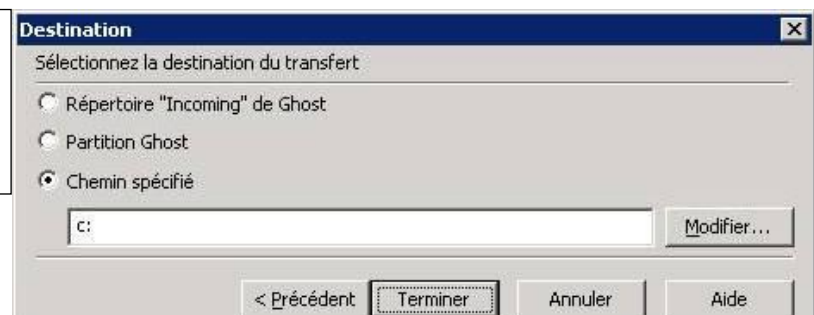 Destination
Sélectionnez la destination du transfert
Répertoire "Incoming" de Ghost
Partition Ghost
Chemin spécifié
c:
Modifier...
< Précédent
Terminer
Annuler
Aide